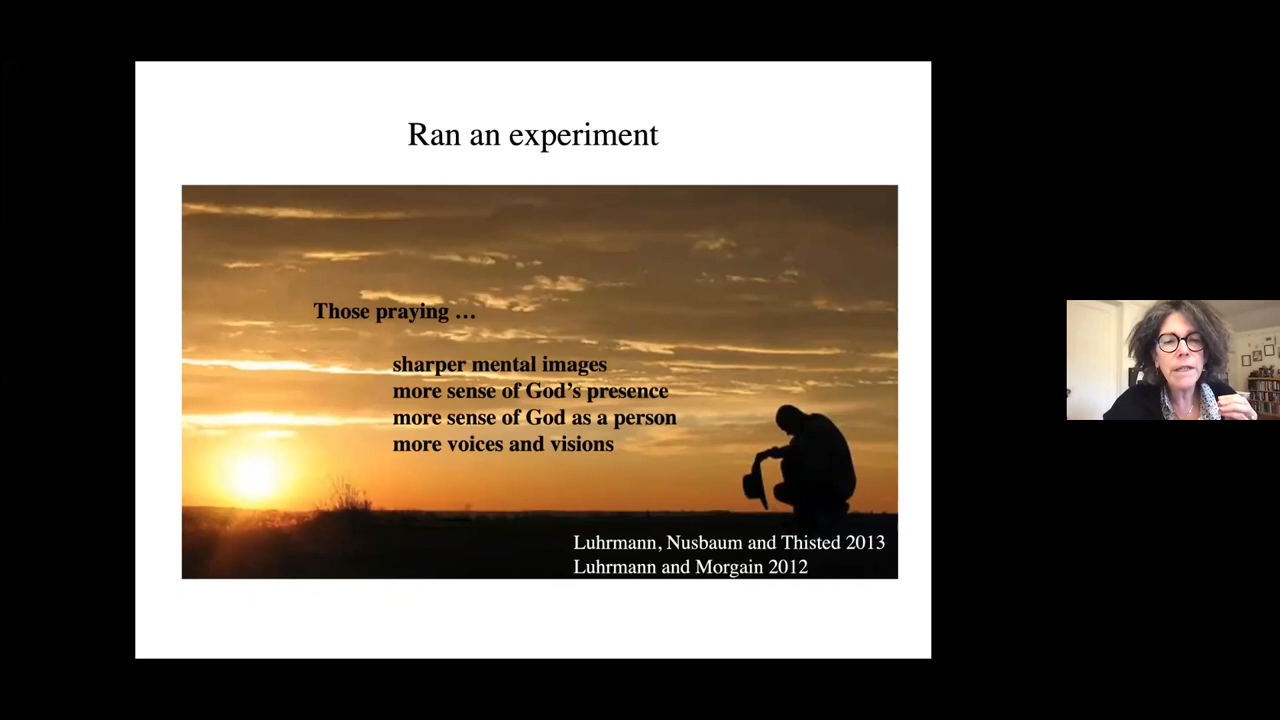 Ran an experiment
Those praying …
sharper mental images
more sense of God’s presence
more sense of God as a person
more voices and visions
Luhrmann, Nusbaum and Thisted 2013
Luhrmann and Morgain 2012